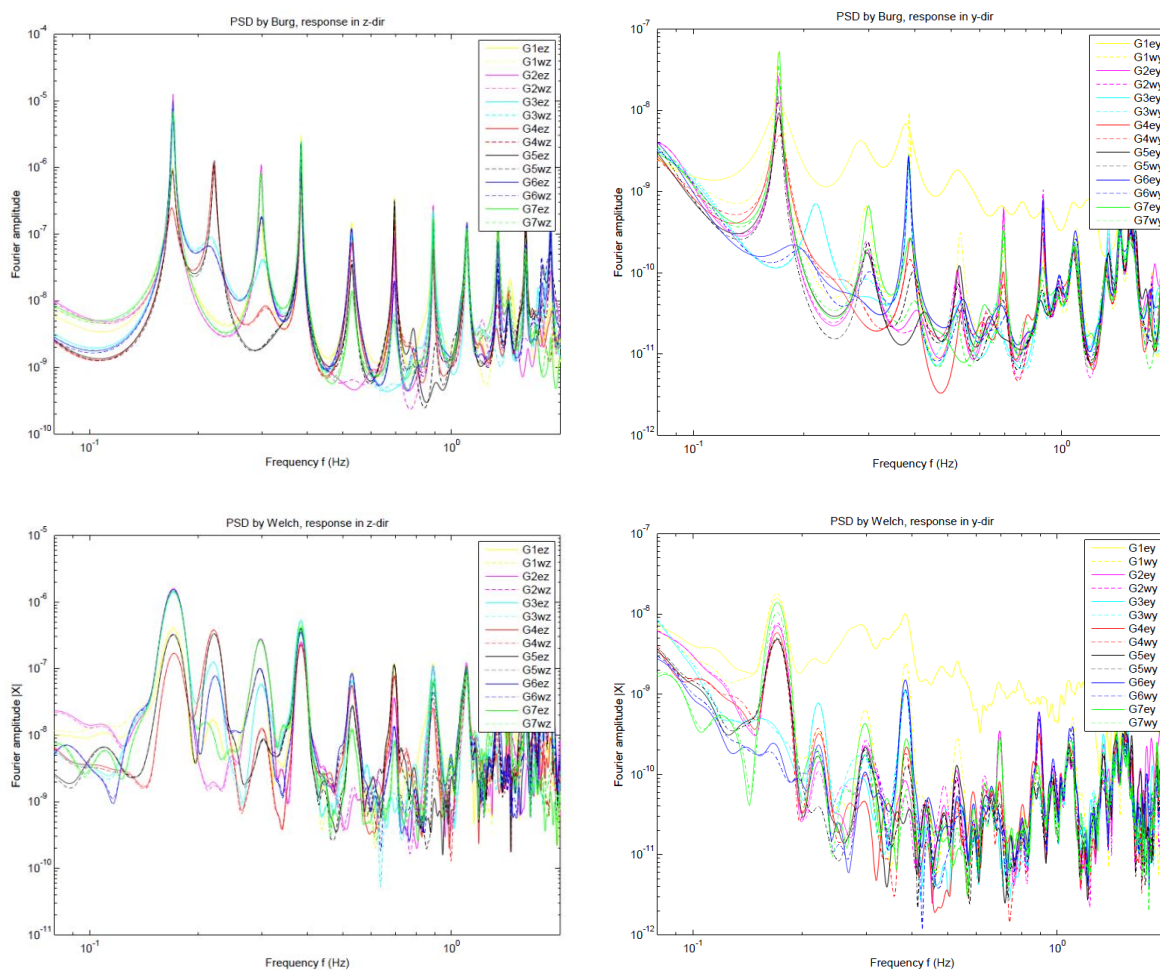 PSD by Burg, response in z-dir
Fourier amplitude
10^-4
10^-5
10^-6
10^-7
10^-8
10^-9
10^-10
10^-1
10^0
Frequency f (Hz)
G1ez
G1wz
G2ez
G2wz
G3ez
G3wz
G4ez
G4wz
G5ez
G5wz
G6ez
G6wz
G7ez
G7wz
PSD by Burg, response in y-dir
Fourier amplitude
10^-7
10^-8
10^-9
10^-10
10^-11
10^-12
10^-1
10^0
Frequency f (Hz)
G1ey
G1wy
G2ey
G2wy
G3ey
G3wy
G4ey
G4wy
G5ey
G5wy
G6ey
G6wy
G7ey
G7wy
PSD by Welch, response in z-dir
Fourier amplitude |X|
10^-5
10^-6
10^-7
10^-8
10^-9
10^-10
10^-11
10^-1
10^0
Frequency f (Hz)
G1ez
G1wz
G2ez
G2wz
G3ez
G3wz
G4ez
G4wz
G5ez
G5wz
G6ez
G6wz
G7ez
G7wz
PSD by Welch, response in y-dir
Fourier amplitude |X|
10^-7
10^-8
10^-9
10^-10
10^-11
10^-12
10^-1
10^0
Frequency f (Hz)
G1ey
G1wy
G2ey
G2wy
G3ey
G3wy
G4ey
G4wy
G5ey
G5wy
G6ey
G6wy
G7ey
G7wy